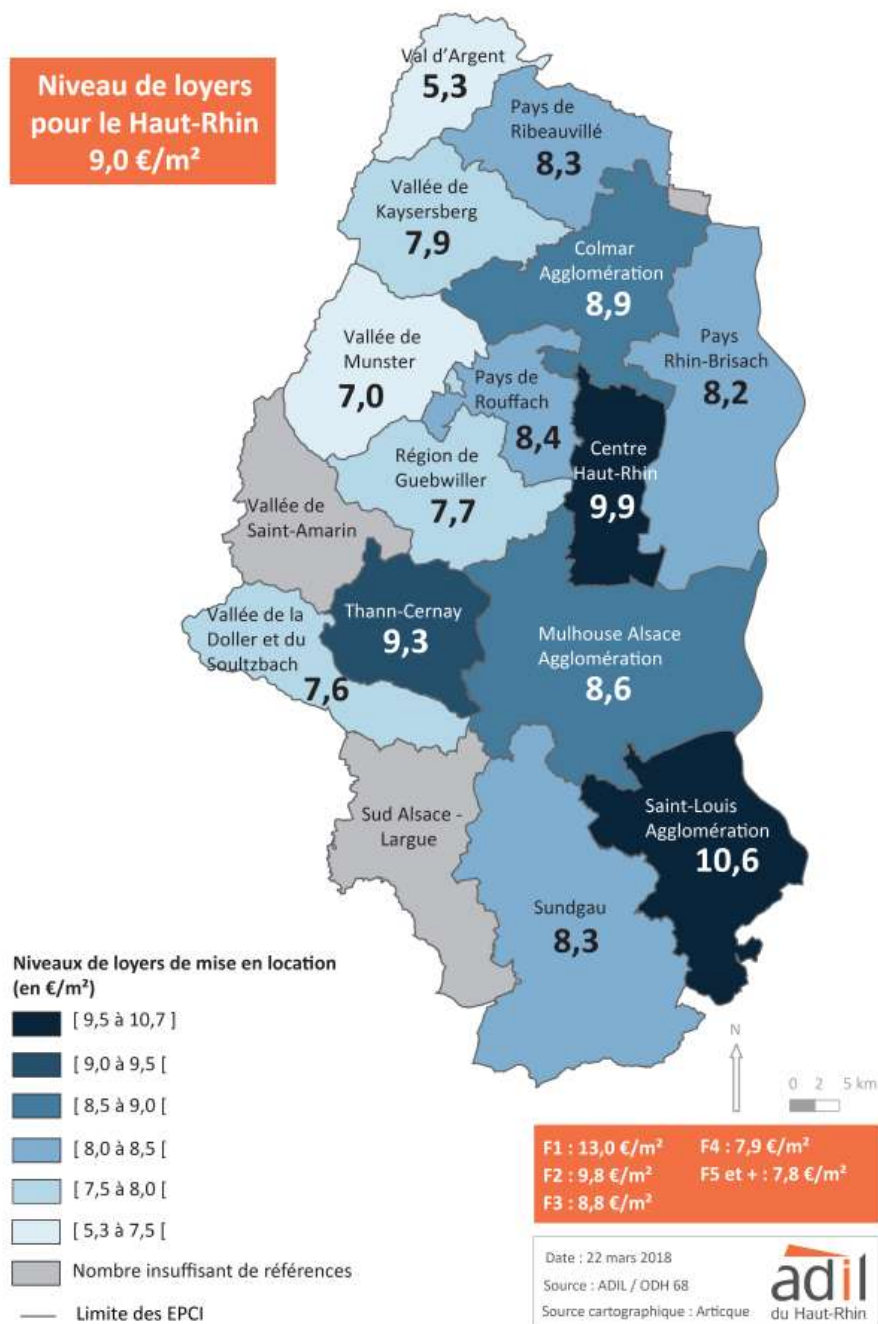 Niveau de loyers
pour le Haut-Rhin
9,0 €/m²
Val d'Argent
5,3
Pays de
Ribeauvillé
8,3
Vallée de
Kaysersberg
7,9
Colmar
Agglomération
8,9
Vallée de
Munster
7,0
Pays de
Rouffach
8,4
Pays
Rhin-Brisach
8,2
Centre
Haut-Rhin
9,9
Région de
Guebwiller
7,7
Vallée de
Saint-Amarin
Thann-Cernay
9,3
Vallée de la
Doller et du
Soultzbach
7,6
Mulhouse Alsace
Agglomération
8,6
Sud Alsace -
Largue
Saint-Louis
Agglomération
10,6
Sundgau
8,3
Niveaux de loyers de mise en location
(en €/m²)
[ 9,5 à 10,7 ]
[ 9,0 à 9,5 [
[ 8,5 à 9,0 [
[ 8,0 à 8,5 [
[ 7,5 à 8,0 [
[ 5,3 à 7,5 [
Nombre insuffisant de références
Limite des EPCI
N
0 2 5 km
F1 : 13,0 €/m² F4 : 7,9 €/m²
F2 : 9,8 €/m² F5 et + : 7,8 €/m²
F3 : 8,8 €/m²
Date : 22 mars 2018
Source : ADIL / ODH 68
Source cartographique : Articque
adil
du Haut-Rhin